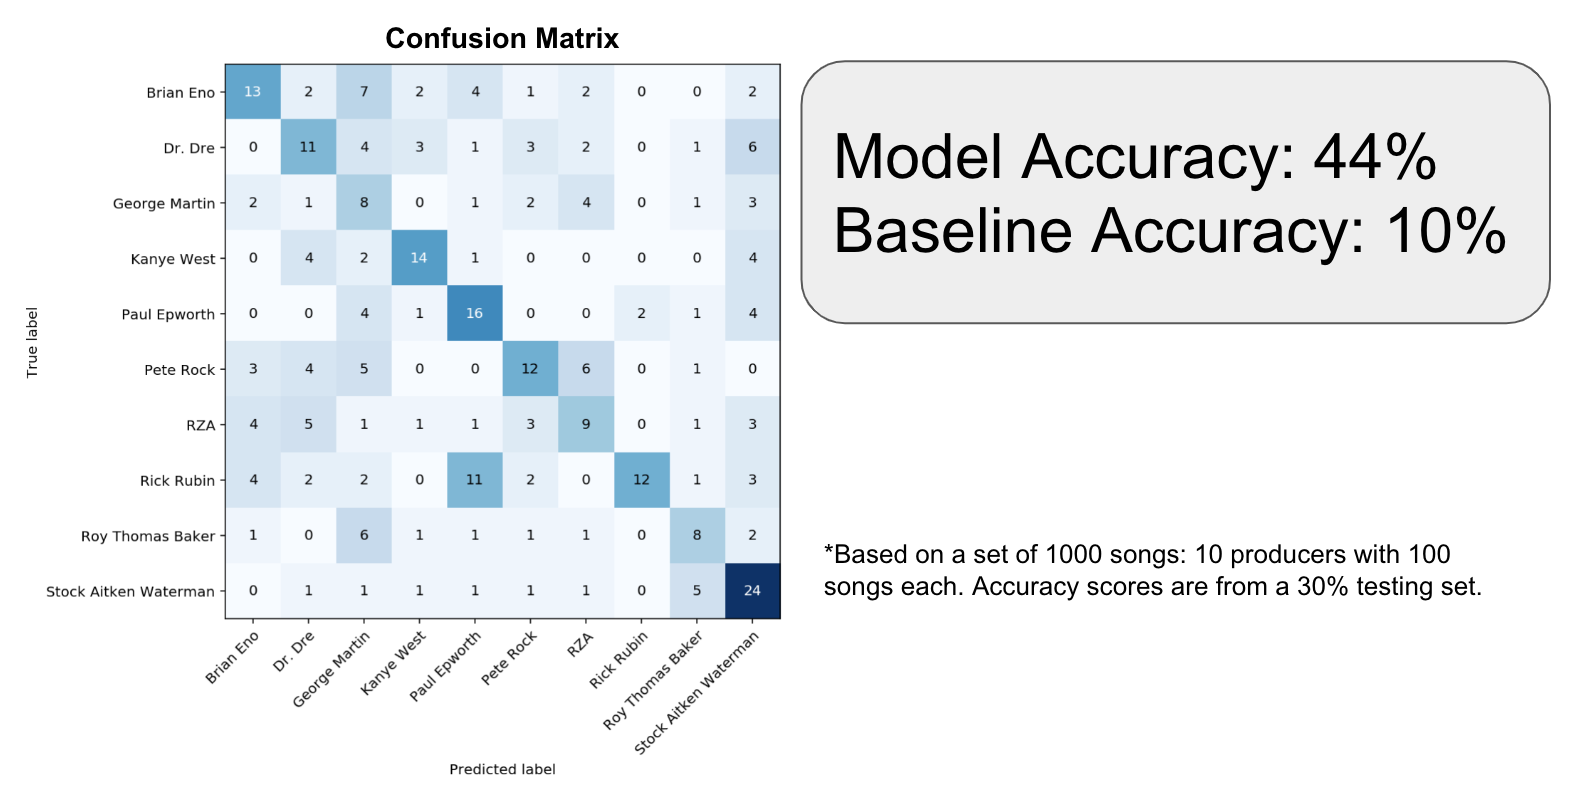 Confusion Matrix
Brian Eno 13 2 7 2 4 1 2 0 0 2
Dr. Dre 0 11 4 3 1 3 2 0 1 6
George Martin 2 1 8 0 1 2 4 0 1 3
Kanye West 0 4 2 14 1 0 0 0 0 4
Paul Epworth 0 0 4 1 16 0 0 2 1 4
Pete Rock 3 4 5 0 0 12 6 0 1 0
RZA 4 5 1 1 1 3 9 0 1 3
Rick Rubin 4 2 2 0 11 2 0 12 1 3
Roy Thomas Baker 1 0 6 1 1 1 1 0 8 2
Stock Aitken Waterman 0 1 1 1 1 1 1 0 5 24
True label
Brian Eno
Dr. Dre
George Martin
Kanye West
Paul Epworth
Pete Rock
RZA
Rick Rubin
Roy Thomas Baker
Stock Aitken Waterman
Predicted label
Model Accuracy: 44%
Baseline Accuracy: 10%
*Based on a set of 1000 songs: 10 producers with 100
songs each. Accuracy scores are from a 30% testing set.